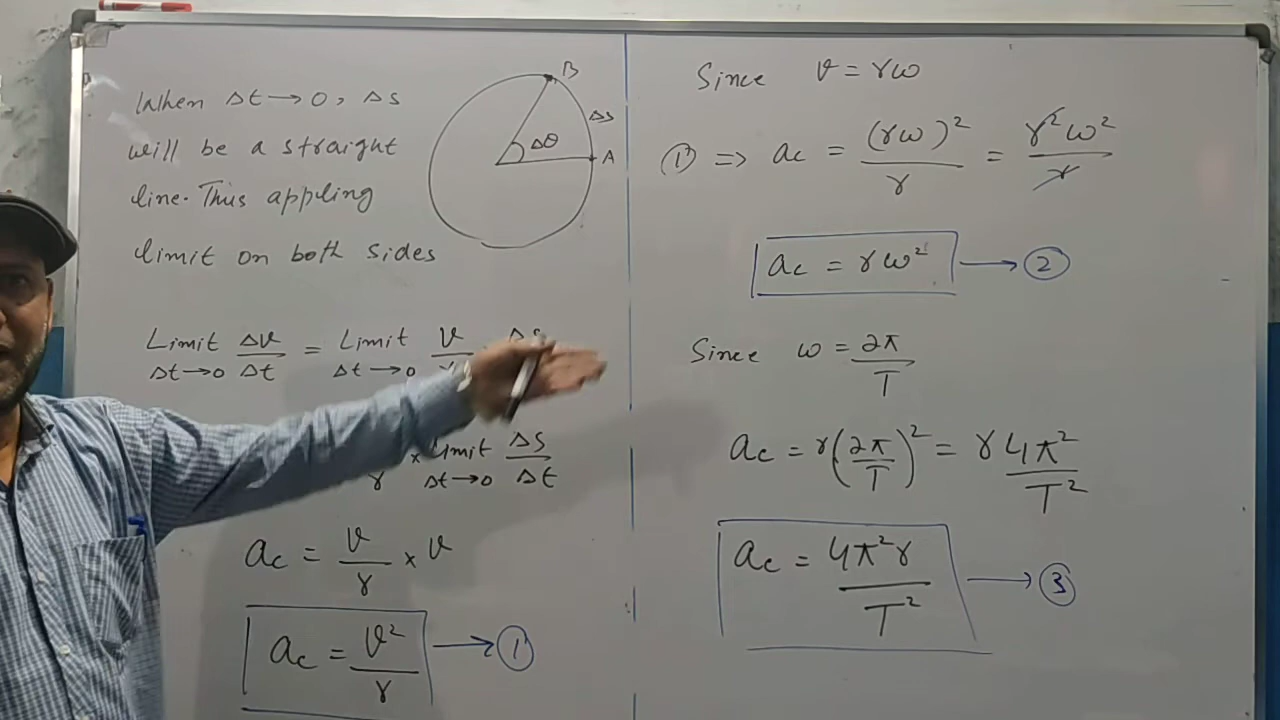 When Δt → 0, Δs
will be a straight
line. Thus appling
limit on both sides
B
Δs
Δθ
A
Limit Δv/Δt = Limit v/
Δt→0 Δt→0
r × Limit Δs/Δt
Δt→0
ac = v/r × v
ac = v²/r → ①
Since v = rω
① ⇒ ac = (rω)²/r = r²ω²/r
ac = rω² → ②
Since ω = 2π/T
ac = r(2π/T)² = r 4π²/T²
ac = 4π²r/T² → ③